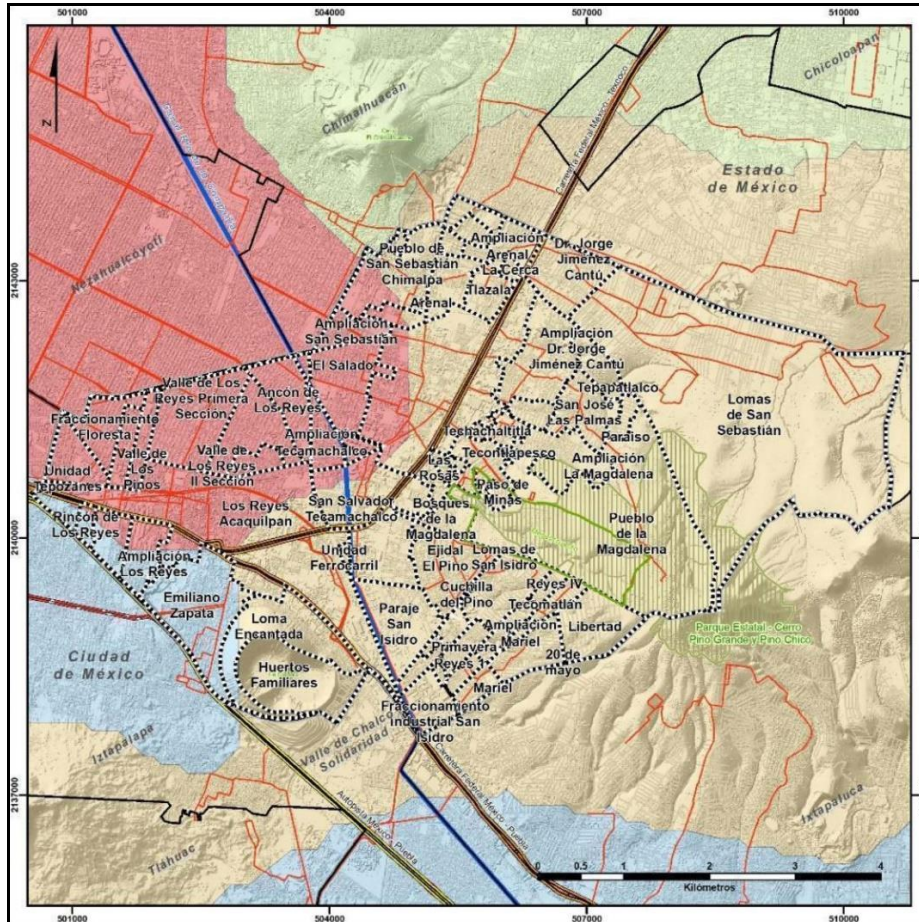 501000
504000
507000
510000
2143000
2140000
2137000
501000
504000
507000
510000
N
Chimalhuacán
Chicoloapan
Estado
de México
Carretera Federal México - Texcoco
Nezahualcóyotl
Pueblo de
San Sebastián
Chimalpa
Ampliación
Arenal
La Cerca
Tlazala
Dr. Jorge
Jiménez
Cantú
Arenal
Ampliación
San Sebastián
El Salado
Ampliación
Dr. Jorge
Jiménez Cantú
Valle de Los
Reyes Primera
Sección
Ancón de
Los Reyes
Tepapatlalco
San José
Las Palmas
Lomas
de San
Sebastián
Fraccionamiento
Floresta
Ampliación
Tecamachalco
Techachaltitla
Tecontlapesco
Paraíso
Unidad
Tepozanes
Valle de
Los
Pinos
Valle de
Los Reyes
II Sección
Las
Rosas
Ampliación
La Magdalena
Paso de
Minas
Rincón de
Los Reyes
Los Reyes
Acaquilpan
San Salvador
Tecamachalco
Bosques
de la
Magdalena
Pueblo
de la
Magdalena
Ampliación
Los Reyes
Unidad
Ferrocarril
Ejidal
El Pino
Lomas de
San Isidro
Emiliano
Zapata
Cuchilla
del Pino
Reyes IV
Tecomatlán
Loma
Encantada
Paraje
San
Isidro
Ampliación
Mariel
Libertad
Parque Estatal - Cerro
Pino Grande y Pino Chico
Ciudad
de México
Huertos
Familiares
Primavera
Reyes 1
20 de
mayo
Mariel
Fraccionamiento
Industrial San
Isidro
Iztapalapa
Valle de Chalco
Solidaridad
Carretera Federal México - Puebla
Autopista México - Puebla
Tláhuac
Ixtapaluca
0 0.5 1 2 3 4
Kilómetros